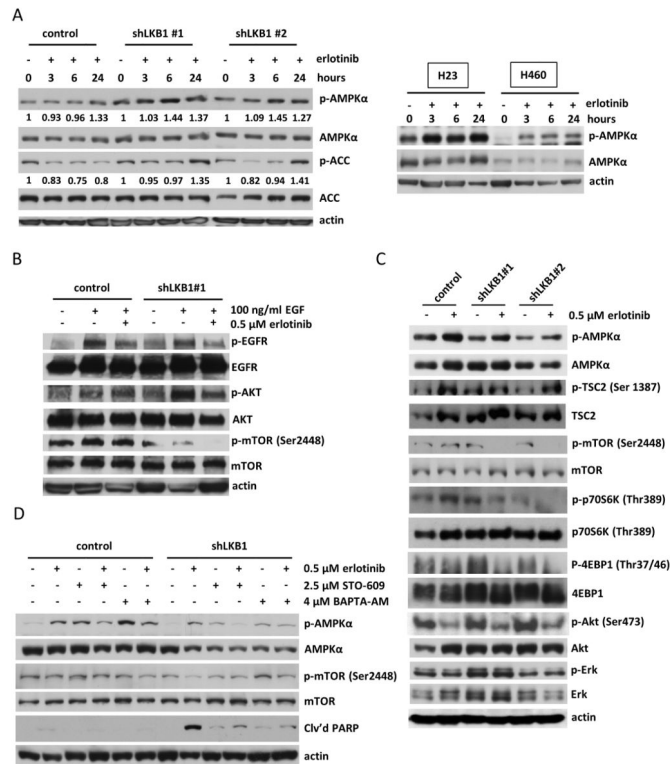 A
control shLKB1 #1 shLKB1 #2
- + + + - + + + - + + + erlotinib
0 3 6 24 0 3 6 24 0 3 6 24 hours
p-AMPKα
1 0.93 0.96 1.33 1 1.03 1.44 1.37 1 1.09 1.45 1.27
AMPKα
p-ACC
1 0.83 0.75 0.8 1 0.95 0.97 1.35 1 0.82 0.94 1.41
ACC
actin
H23 H460
- + + + - + + + erlotinib
0 3 6 24 0 3 6 24 hours
p-AMPKα
AMPKα
actin
B
control shLKB1#1
- + + - + + 100 ng/ml EGF
- - + - - + 0.5 μM erlotinib
p-EGFR
EGFR
p-AKT
AKT
p-mTOR (Ser2448)
mTOR
actin
C
control shLKB1#1 shLKB1#2
- + - + - + 0.5 μM erlotinib
p-AMPKα
AMPKα
p-TSC2 (Ser 1387)
TSC2
p-mTOR (Ser2448)
mTOR
p-p70S6K (Thr389)
p70S6K (Thr389)
P-4EBP1 (Thr37/46)
4EBP1
p-Akt (Ser473)
Akt
p-Erk
Erk
actin
D
control shLKB1
- + - + - + - + - + - + 0.5 μM erlotinib
- - + + - - - - + + - - 2.5 μM STO-609
- - - - + + - - - - + + 4 μM BAPTA-AM
p-AMPKα
AMPKα
p-mTOR (Ser2448)
mTOR
Clv'd PARP
actin